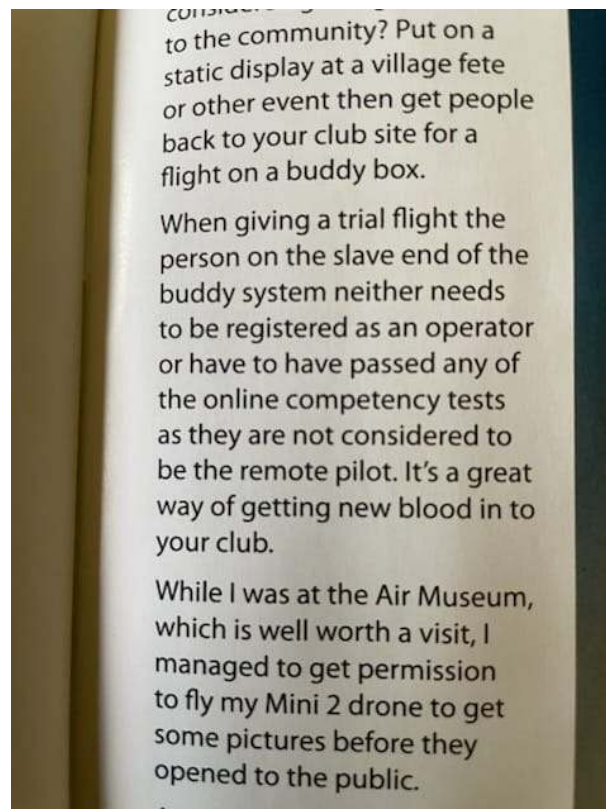 to the community? Put on a
static display at a village fete
or other event then get people
back to your club site for a
flight on a buddy box.
When giving a trial flight the
person on the slave end of the
buddy system neither needs
to be registered as an operator
or have to have passed any of
the online competency tests
as they are not considered to
be the remote pilot. It's a great
way of getting new blood in to
your club.
While I was at the Air Museum,
which is well worth a visit, I
managed to get permission
to fly my Mini 2 drone to get
some pictures before they
opened to the public.